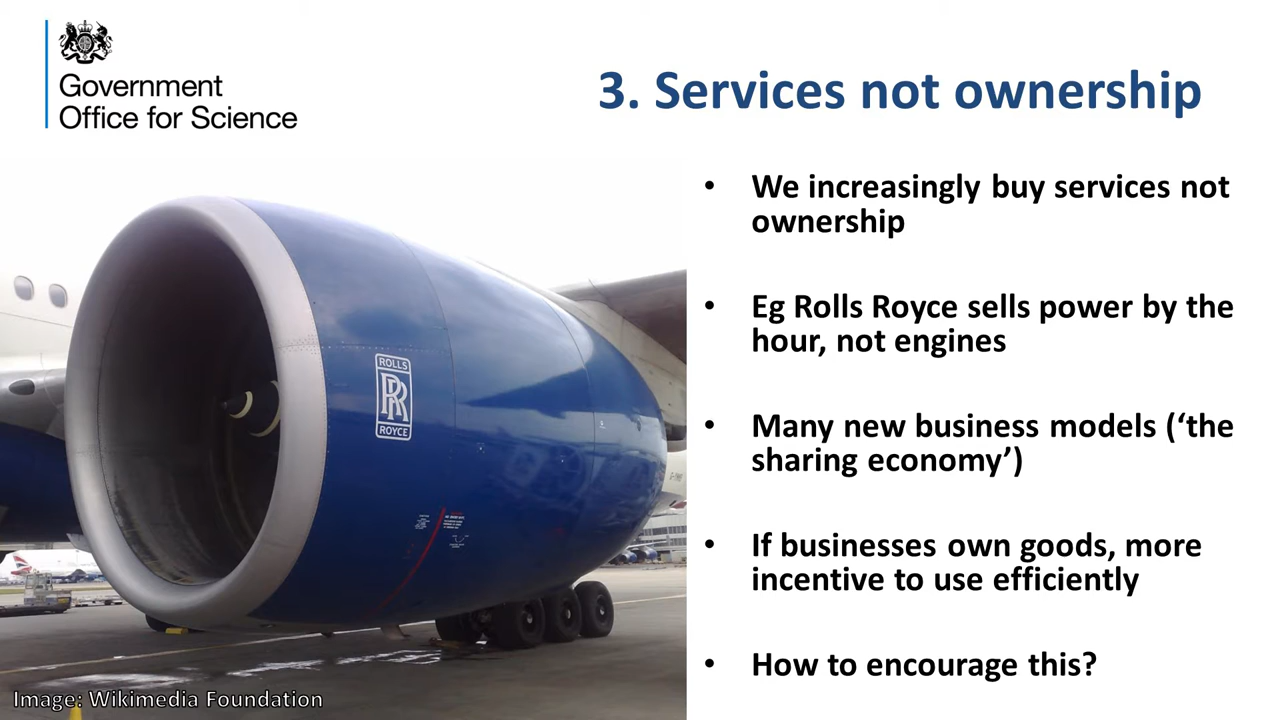 Government
Office for Science
3. Services not ownership
• We increasingly buy services not
ownership
• Eg Rolls Royce sells power by the
hour, not engines
• Many new business models (‘the
sharing economy’)
• If businesses own goods, more
incentive to use efficiently
• How to encourage this?
ROLLS
RR
ROYCE
Image: Wikimedia Foundation